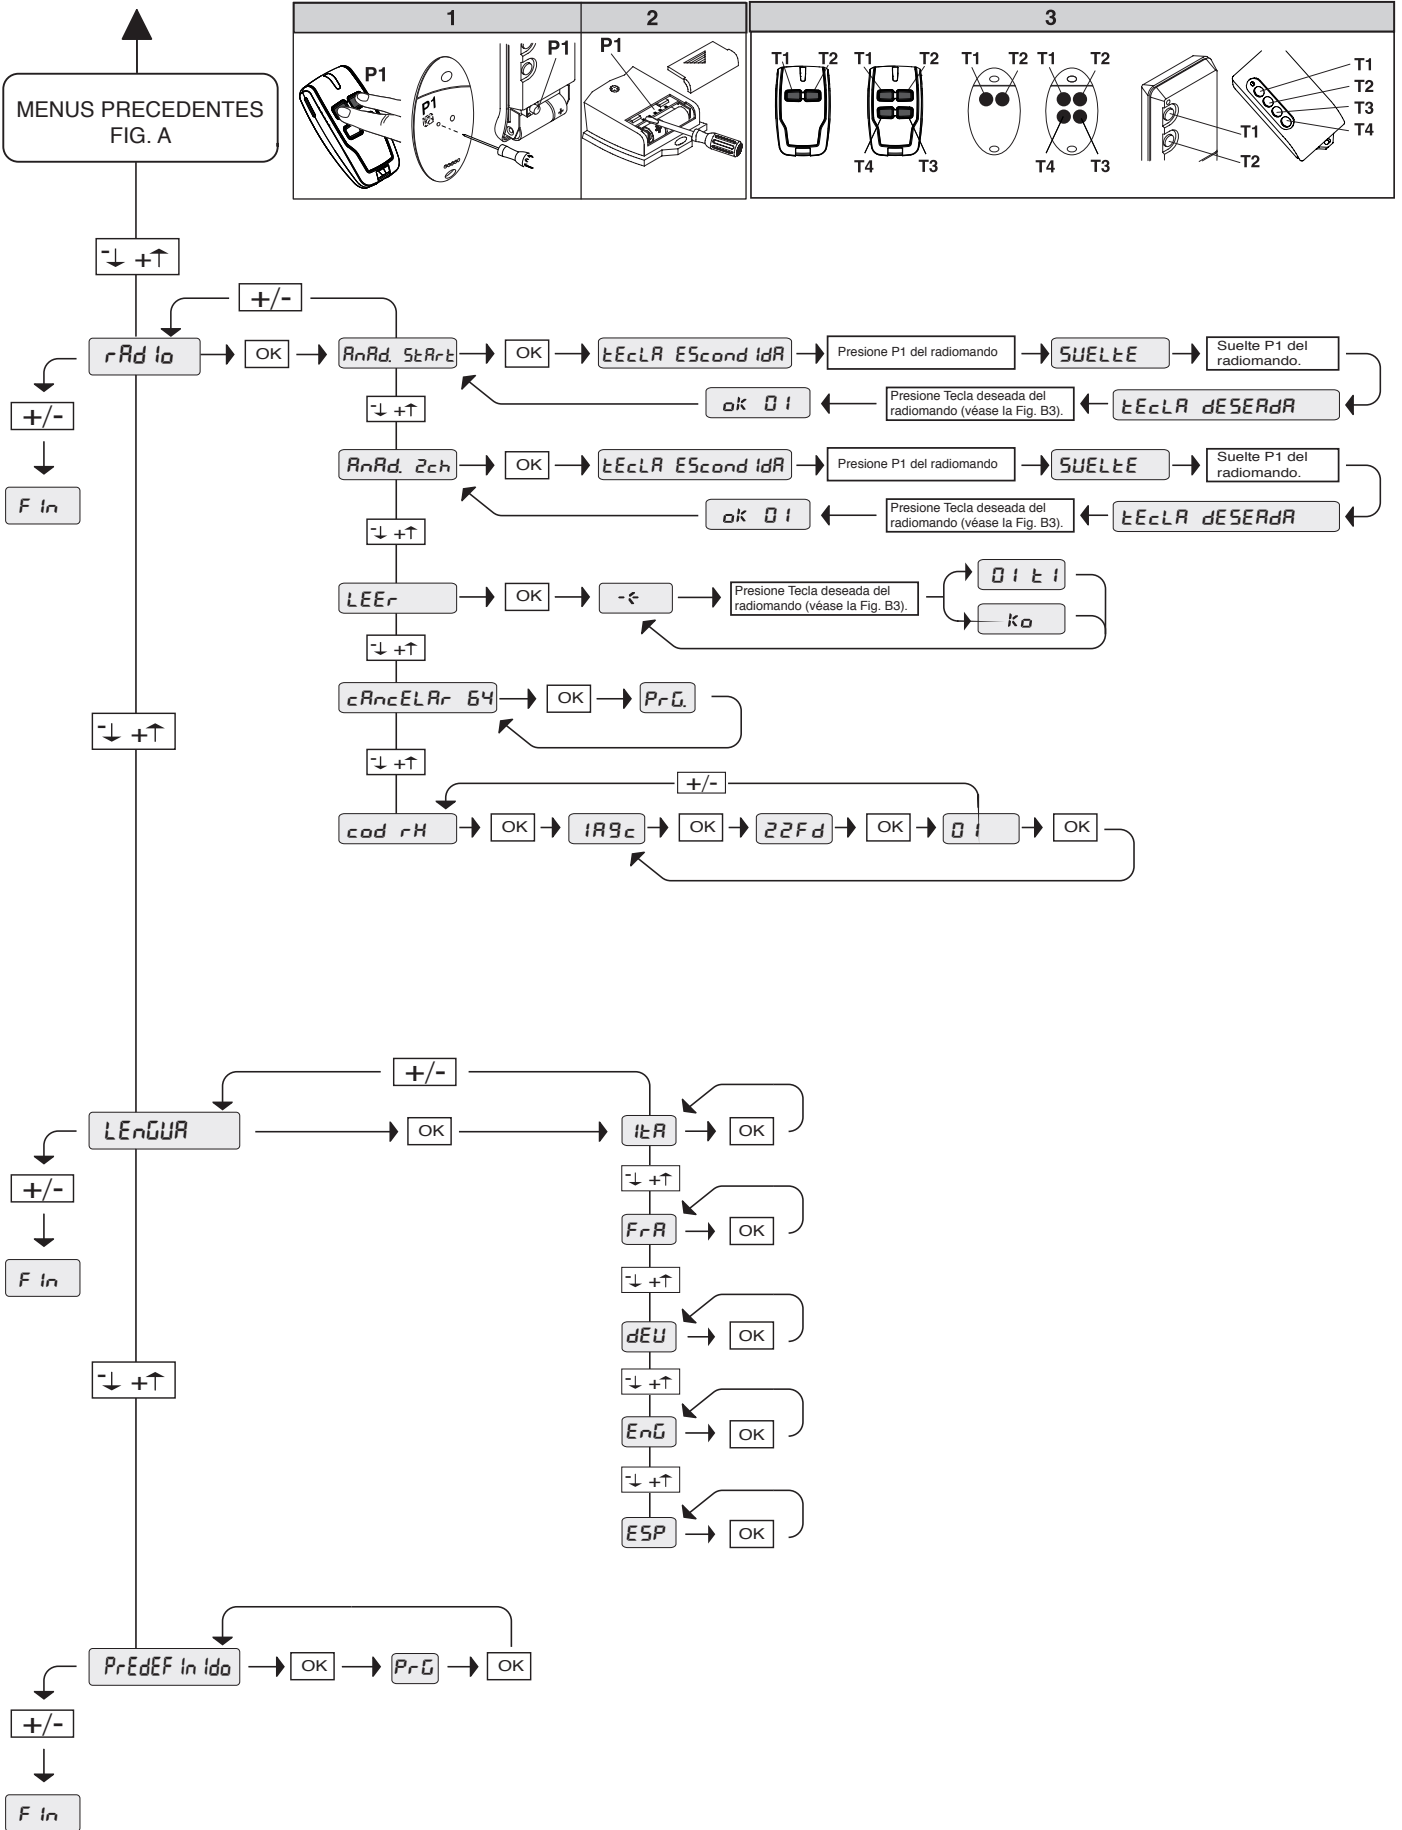 1
2
3
P1
P1
P1
P1
T1 T2 T1 T2 T1 T2 T1 T2
T4 T3
T4 T3
T1
T2
T1
T2
T3
T4
MENUS PRECEDENTES
FIG. A
-↓ +↑
+/-
rAdIo
OK
AnAd. StArt
OK
tEcLA EScondIdA
Presione P1 del radiomando
SUELtE
Suelte P1 del
radiomando.
+/-
FIn
-↓ +↑
oK 01
Presione Tecla deseada del
radiomando (véase la Fig. B3).
tEcLA dESEAdA
AnAd. 2ch
OK
tEcLA EScondIdA
Presione P1 del radiomando
SUELtE
Suelte P1 del
radiomando.
-↓ +↑
oK 01
Presione Tecla deseada del
radiomando (véase la Fig. B3).
tEcLA dESEAdA
LEEr
OK
Presione Tecla deseada del
radiomando (véase la Fig. B3).
01 t1
Ko
-↓ +↑
cAncELAr 64
OK
PrG.
-↓ +↑
-↓ +↑
+/-
cod rH
OK
1A9c
OK
22Fd
OK
01
OK
+/-
LEnGUA
OK
ItA
OK
+/-
FIn
-↓ +↑
FrA
OK
-↓ +↑
dEU
OK
-↓ +↑
-↓ +↑
EnG
OK
-↓ +↑
ESP
OK
PrEdEFInIdo
OK
PrG
OK
+/-
FIn